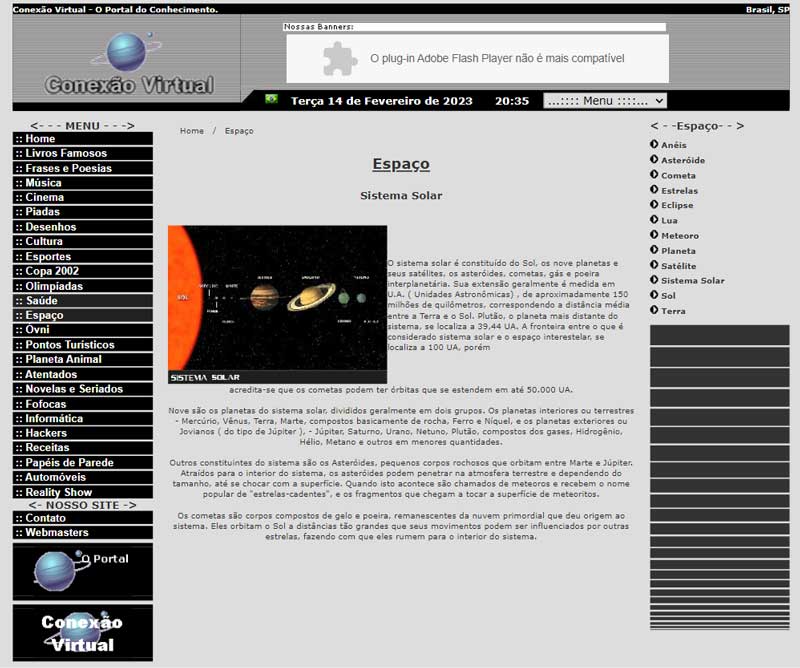 Conexão Virtual - O Portal do Conhecimento.
Brasil, SP
Conexão Virtual
Nossas Banners:
O plug-in Adobe Flash Player não é mais compatível
Terça 14 de Fevereiro de 2023 20:35 ...:::: Menu ::::...
<- - - MENU - - ->
:: Home
:: Livros Famosos
:: Frases e Poesias
:: Música
:: Cinema
:: Piadas
:: Desenhos
:: Cultura
:: Esportes
:: Copa 2002
:: Olimpíadas
:: Saúde
:: Espaço
:: Óvni
:: Pontos Turísticos
:: Planeta Animal
:: Atentados
:: Novelas e Seriados
:: Fofocas
:: Informática
:: Hackers
:: Receitas
:: Papéis de Parede
:: Automóveis
:: Reality Show
<- NOSSO SITE ->
:: Contato
:: Webmasters
O Portal
Conexão
Virtual
Home / Espaço
Espaço
Sistema Solar
SOL
SISTEMA SOLAR
O sistema solar é constituído do Sol, os nove planetas e
seus satélites, os asteróides, cometas, gás e poeira
interplanetária. Sua extensão geralmente é medida em
U.A. ( Unidades Astronômicas) , de aproximadamente 150
milhões de quilômetros, correspondendo a distância média
entre a Terra e o Sol. Plutão, o planeta mais distante do
sistema, se localiza a 39,44 UA. A fronteira entre o que é
considerado sistema solar e o espaço interestelar, se
localiza a 100 UA, porém
acredita-se que os cometas podem ter órbitas que se estendem em até 50.000 UA.
Nove são os planetas do sistema solar, divididos geralmente em dois grupos. Os planetas interiores ou terrestres
- Mercúrio, Vênus, Terra, Marte, compostos basicamente de rocha, Ferro e Níquel, e os planetas exteriores ou
Jovianos ( do tipo de Júpiter ), - Júpiter, Saturno, Urano, Netuno, Plutão, compostos dos gases, Hidrogênio,
Hélio, Metano e outros em menores quantidades.
Outros constituintes do sistema são os Asteróides, pequenos corpos rochosos que orbitam entre Marte e Júpiter.
Atraídos para o interior do sistema, os asteróides podem penetrar na atmosfera terrestre e dependendo do
tamanho, até se chocar com a superfície. Quando isto acontece são chamados de meteoros e recebem o nome
popular de "estrelas-cadentes", e os fragmentos que chegam a tocar a superfície de meteoritos.
Os cometas são corpos compostos de gelo e poeira, remanescentes da nuvem primordial que deu origem ao
sistema. Eles orbitam o Sol a distâncias tão grandes que seus movimentos podem ser influenciados por outras
estrelas, fazendo com que eles rumem para o interior do sistema.
< - -Espaço- - >
Anéis
Asteróide
Cometa
Estrelas
Eclipse
Lua
Meteoro
Planeta
Satélite
Sistema Solar
Sol
Terra